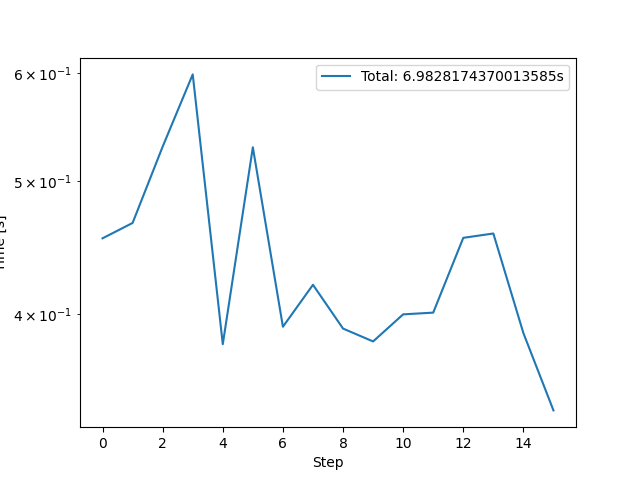 Total: 6.9828174370013585s
6 × 10⁻¹
5 × 10⁻¹
4 × 10⁻¹
Time [s]
0 2 4 6 8 10 12 14
Step